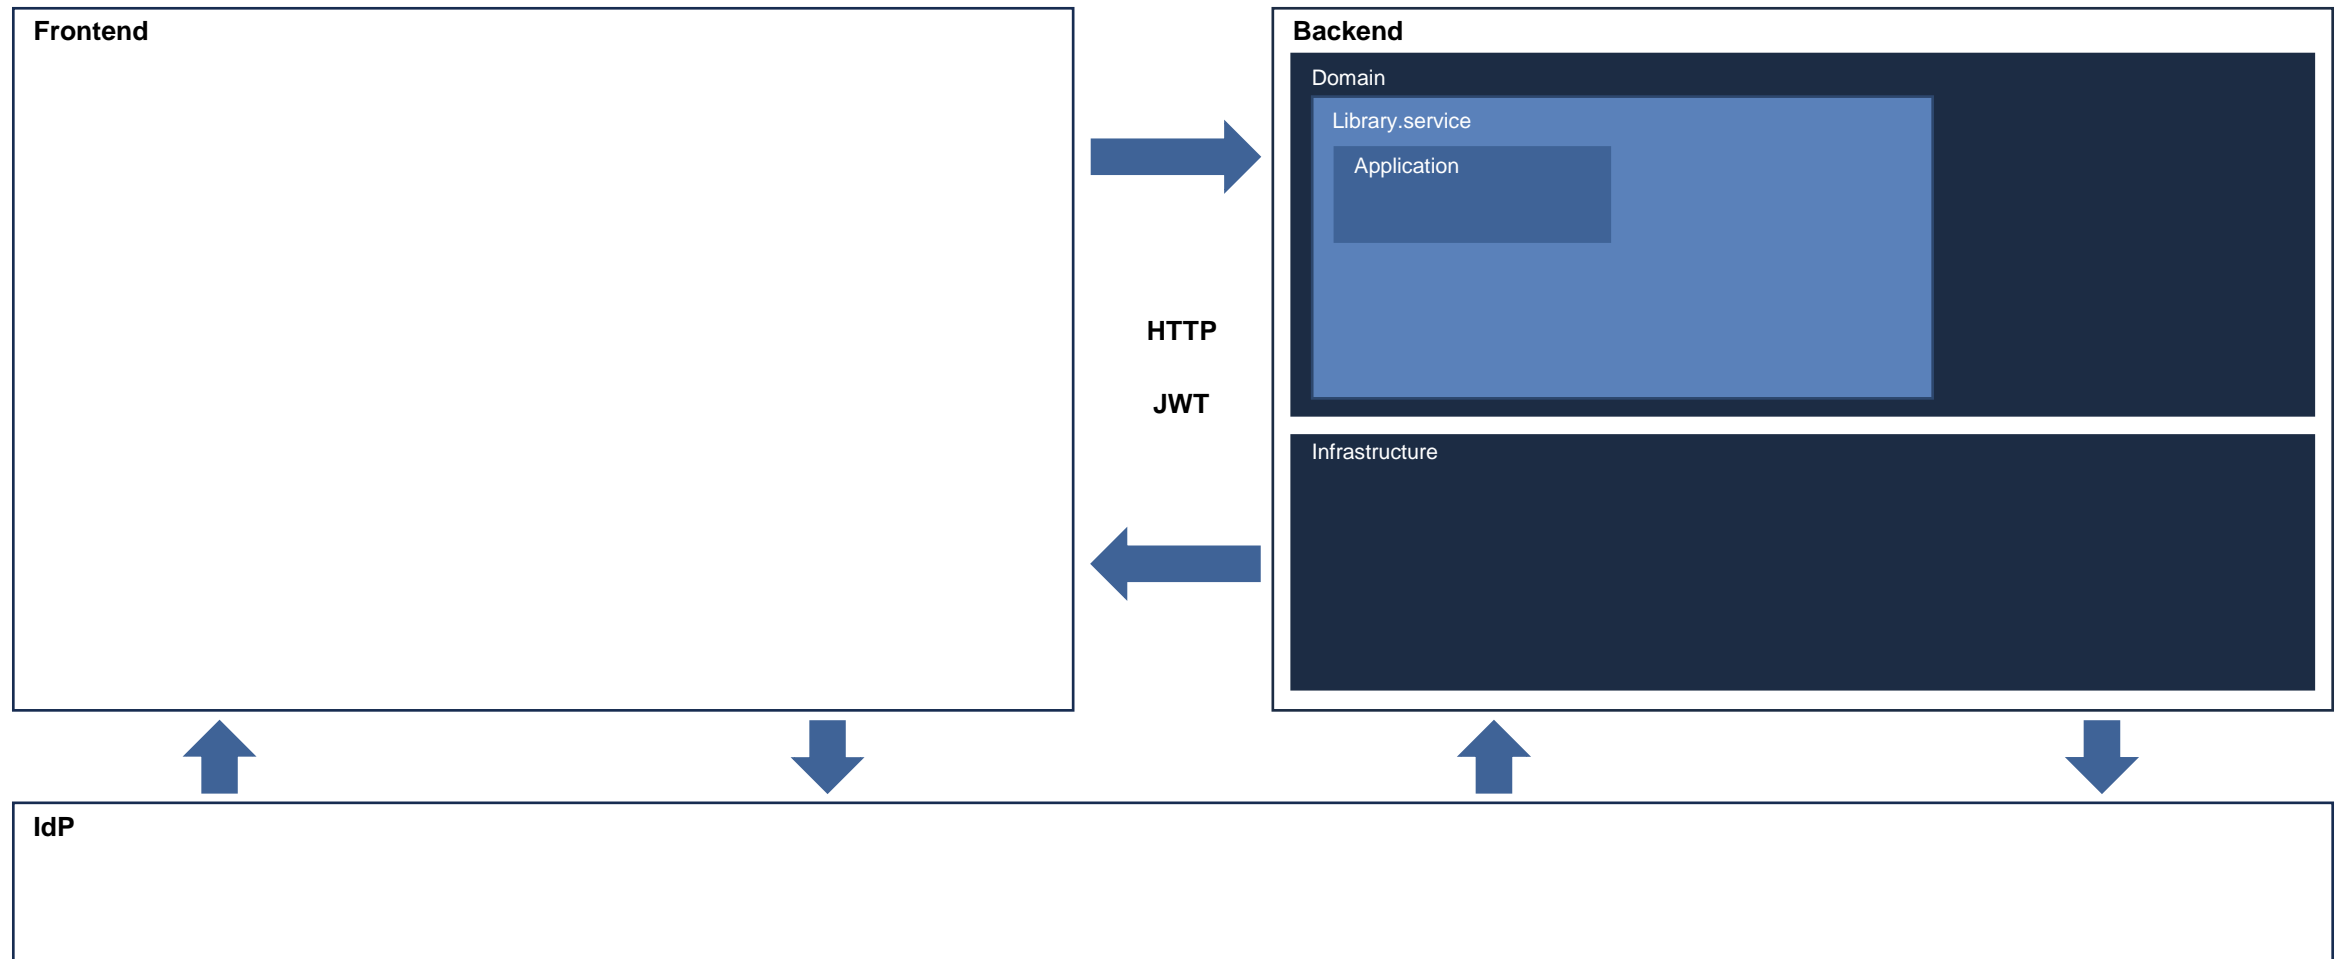 Frontend
Backend
Domain
Library.service
Application
HTTP
JWT
Infrastructure
IdP